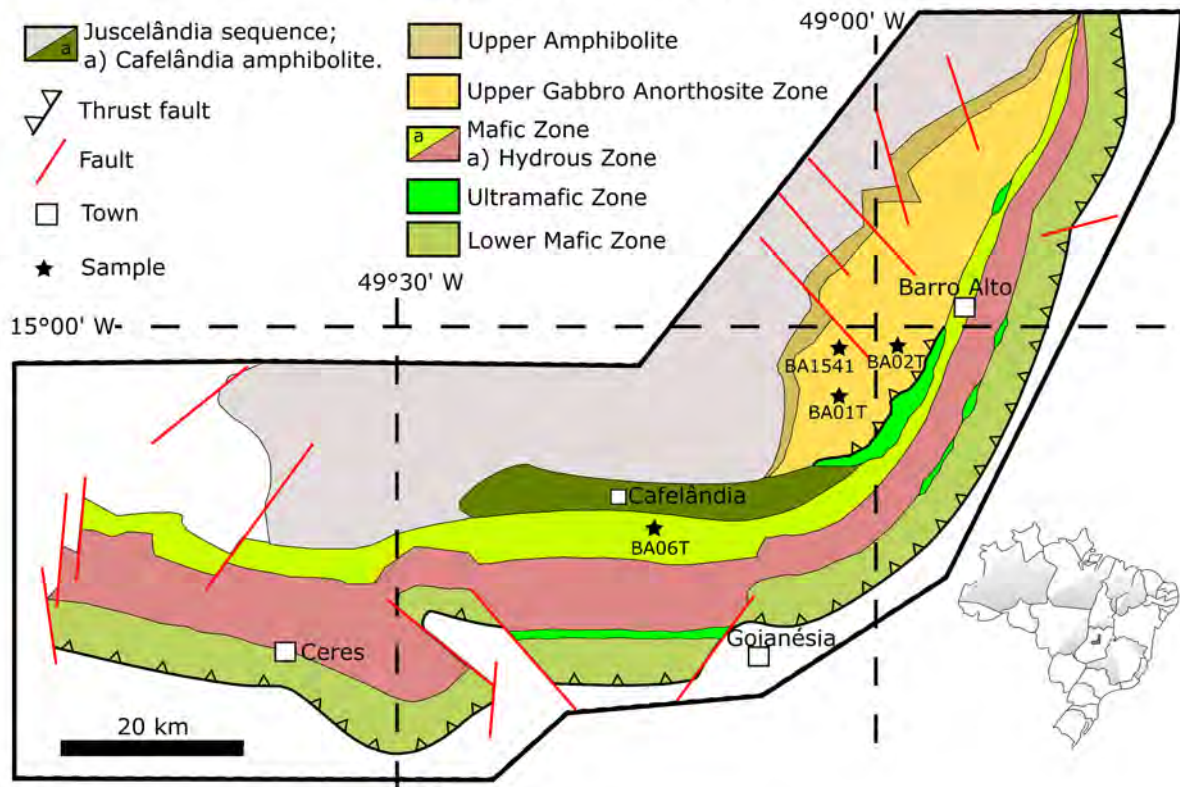 Juscelândia sequence;
a
a) Cafelândia amphibolite.
Thrust fault
Fault
Town
Sample
Upper Amphibolite
Upper Gabbro Anorthosite Zone
a
Mafic Zone
a) Hydrous Zone
Ultramafic Zone
Lower Mafic Zone
49°00' W
49°30' W
15°00' W
Barro Alto
BA1541
BA02T
BA01T
Cafelândia
BA06T
Goianésia
Ceres
20 km